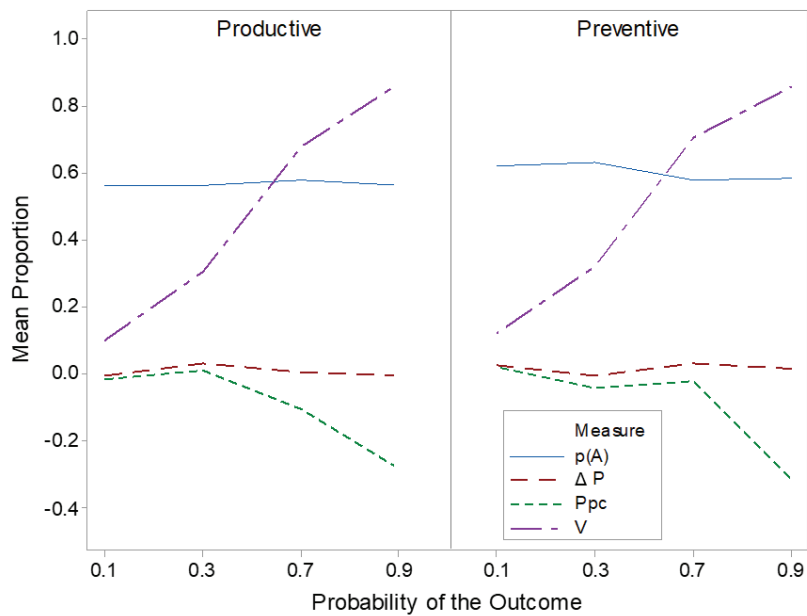 Productive
Preventive
1.0
0.8
0.6
0.4
0.2
0.0
-0.2
-0.4
Mean Proportion
Measure
p(A)
Δ P
Ppc
V
0.1 0.3 0.7 0.9
0.1 0.3 0.7 0.9
Probability of the Outcome